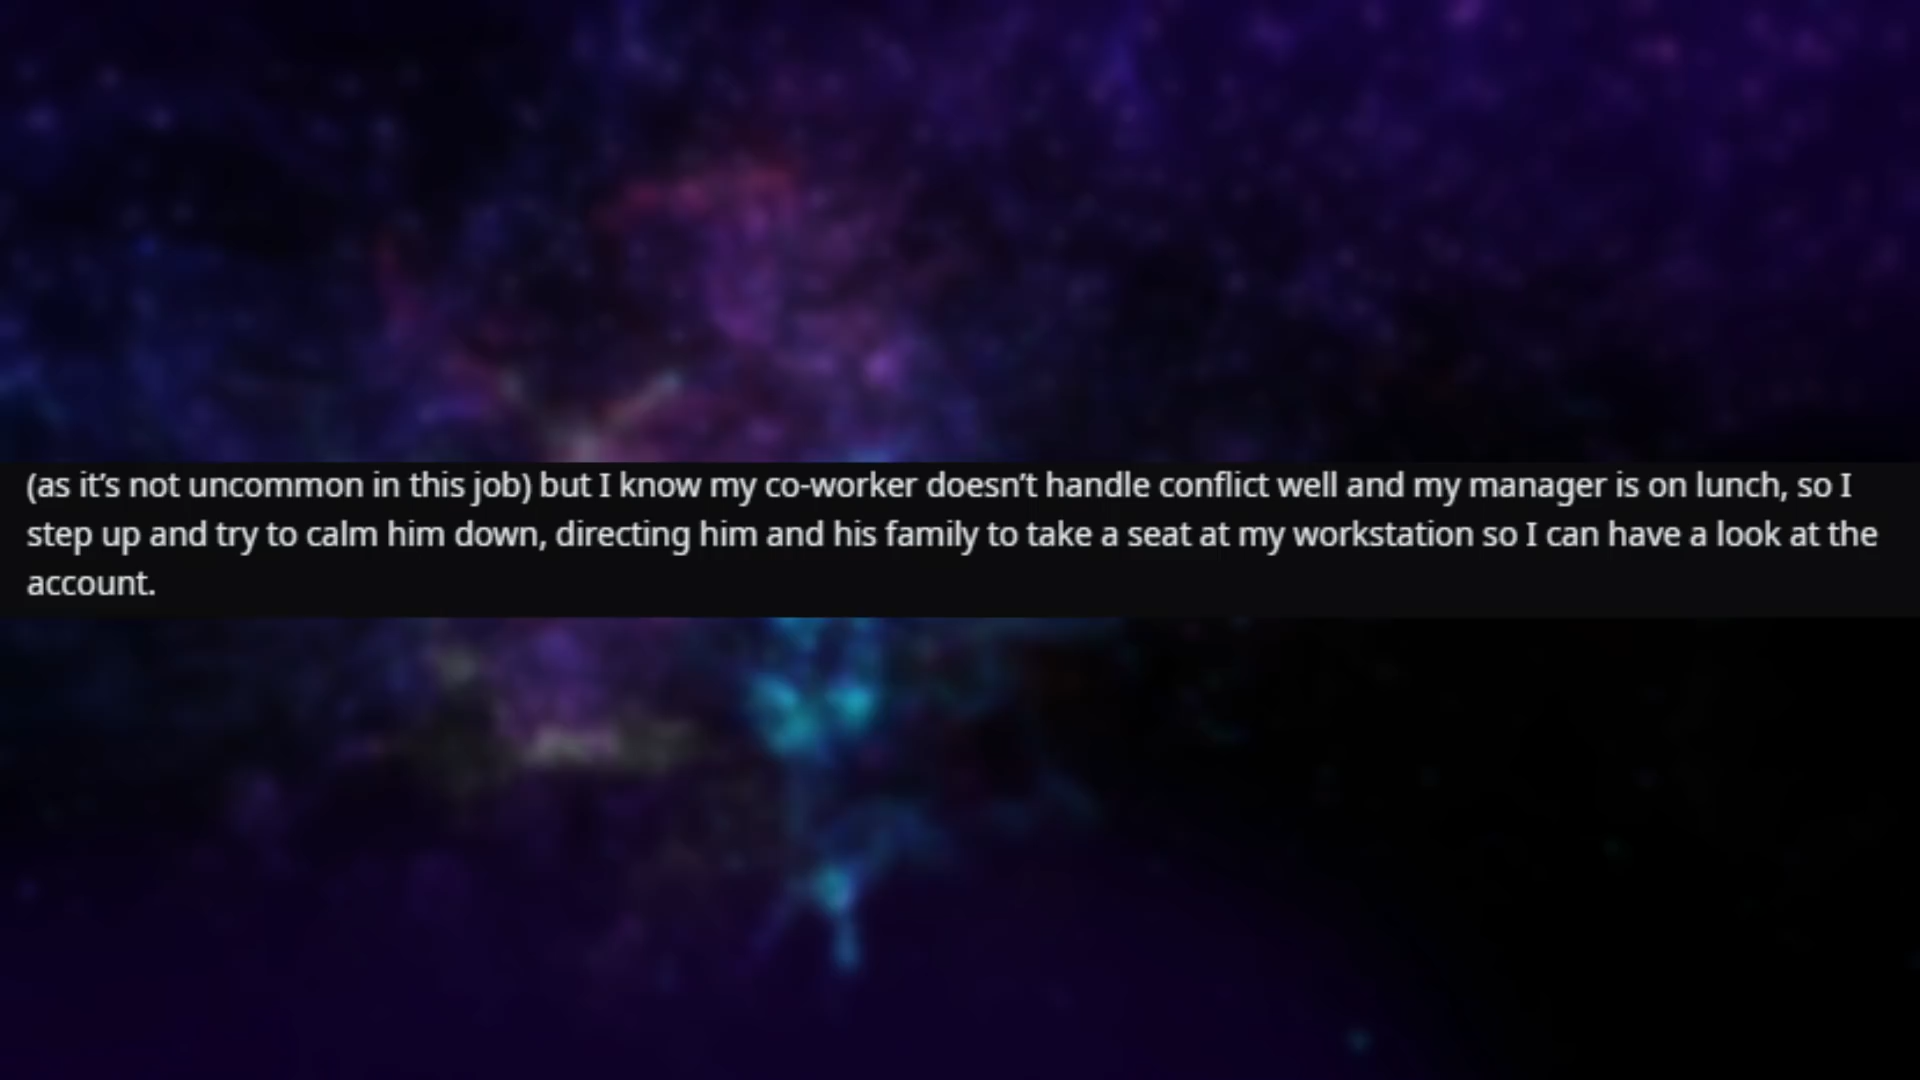 (as it’s not uncommon in this job) but I know my co-worker doesn’t handle conflict well and my manager is on lunch, so I
step up and try to calm him down, directing him and his family to take a seat at my workstation so I can have a look at the
account.